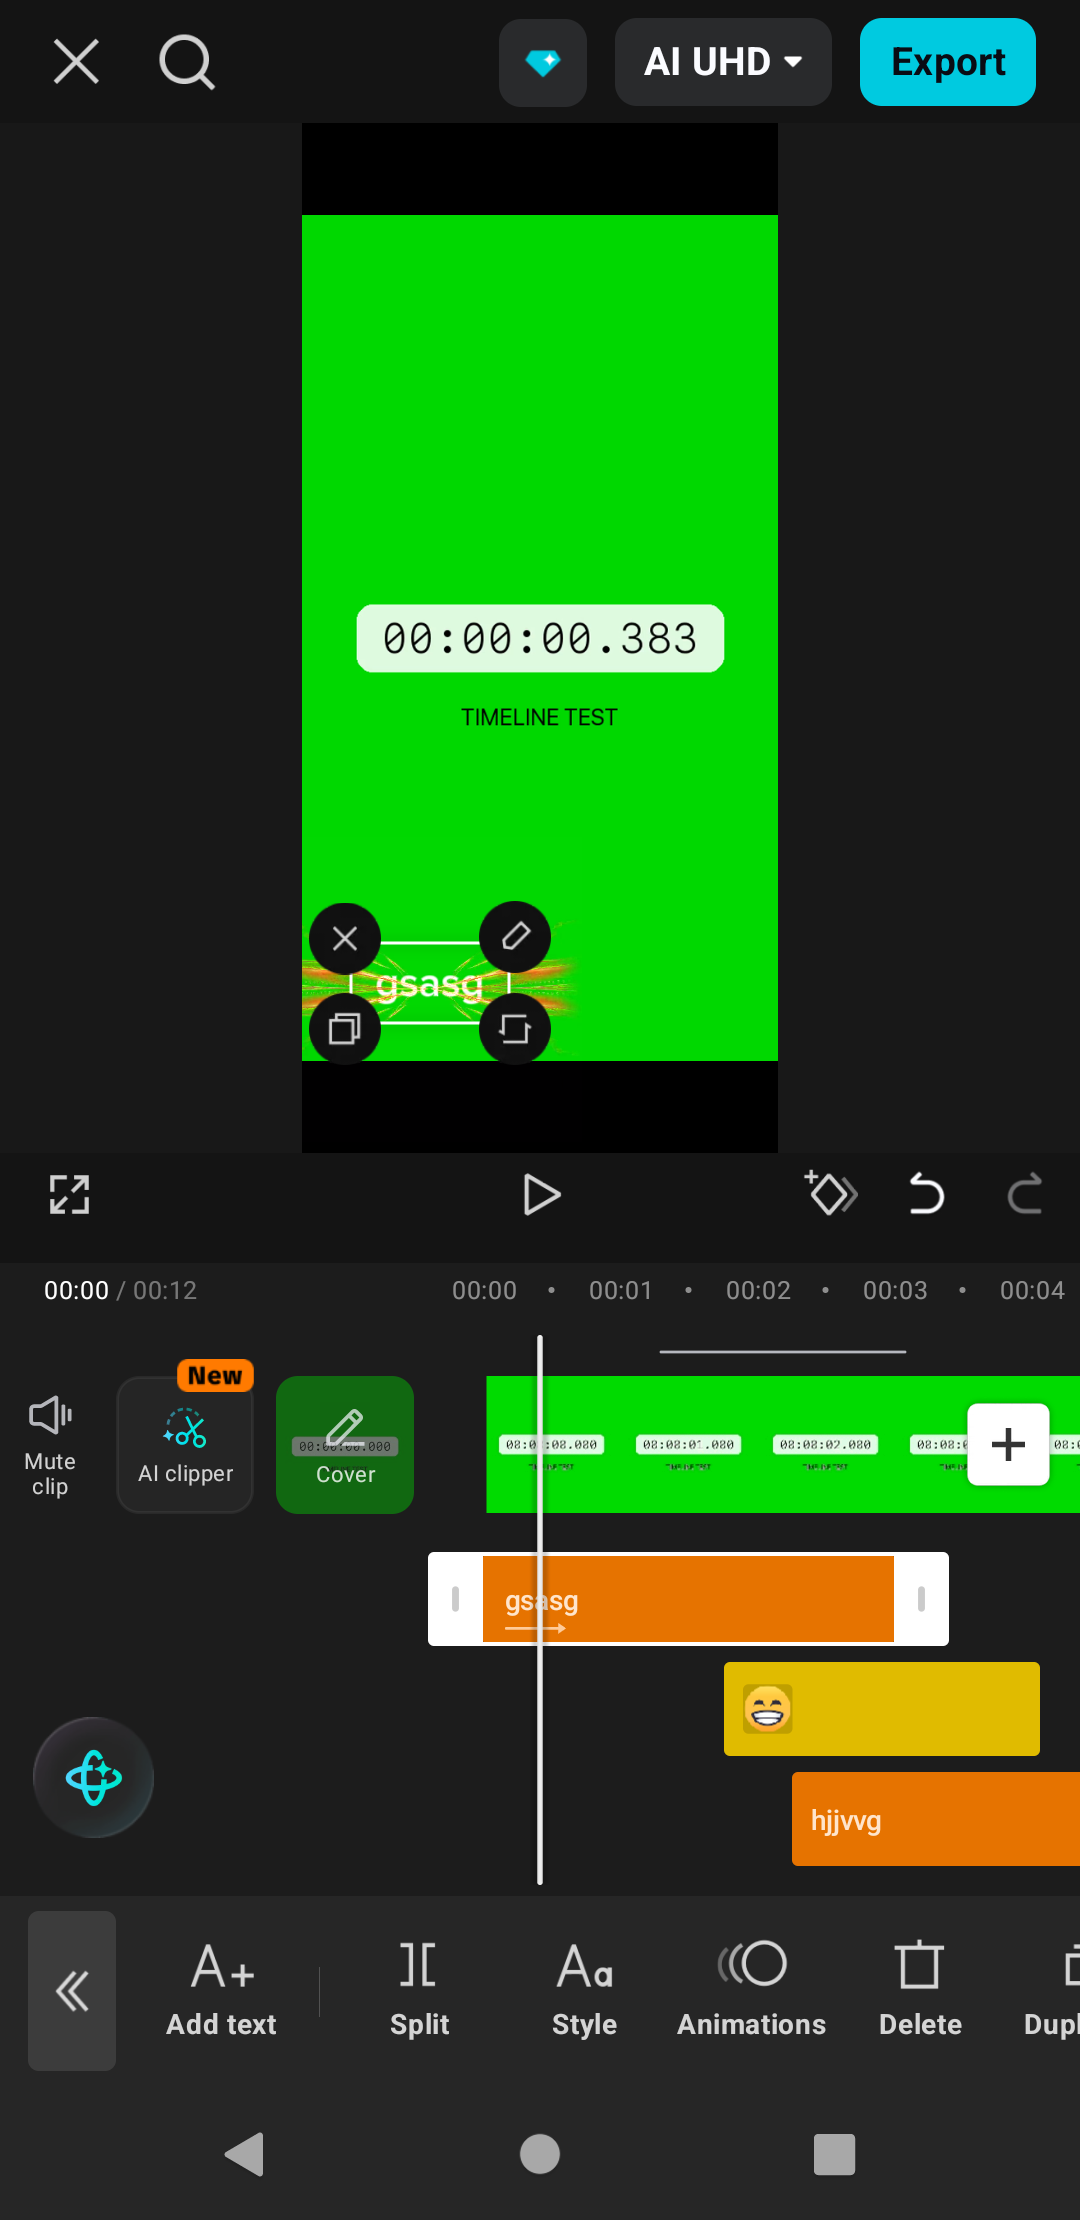 AI UHD
Export
00:00:00.383
TIMELINE TEST
gsasg
00:00 / 00:12
00:00
00:01
00:02
00:03
00:04
New
Mute
clip
AI clipper
Cover
gsasg
hjjvvg
Add text
Split
Style
Animations
Delete